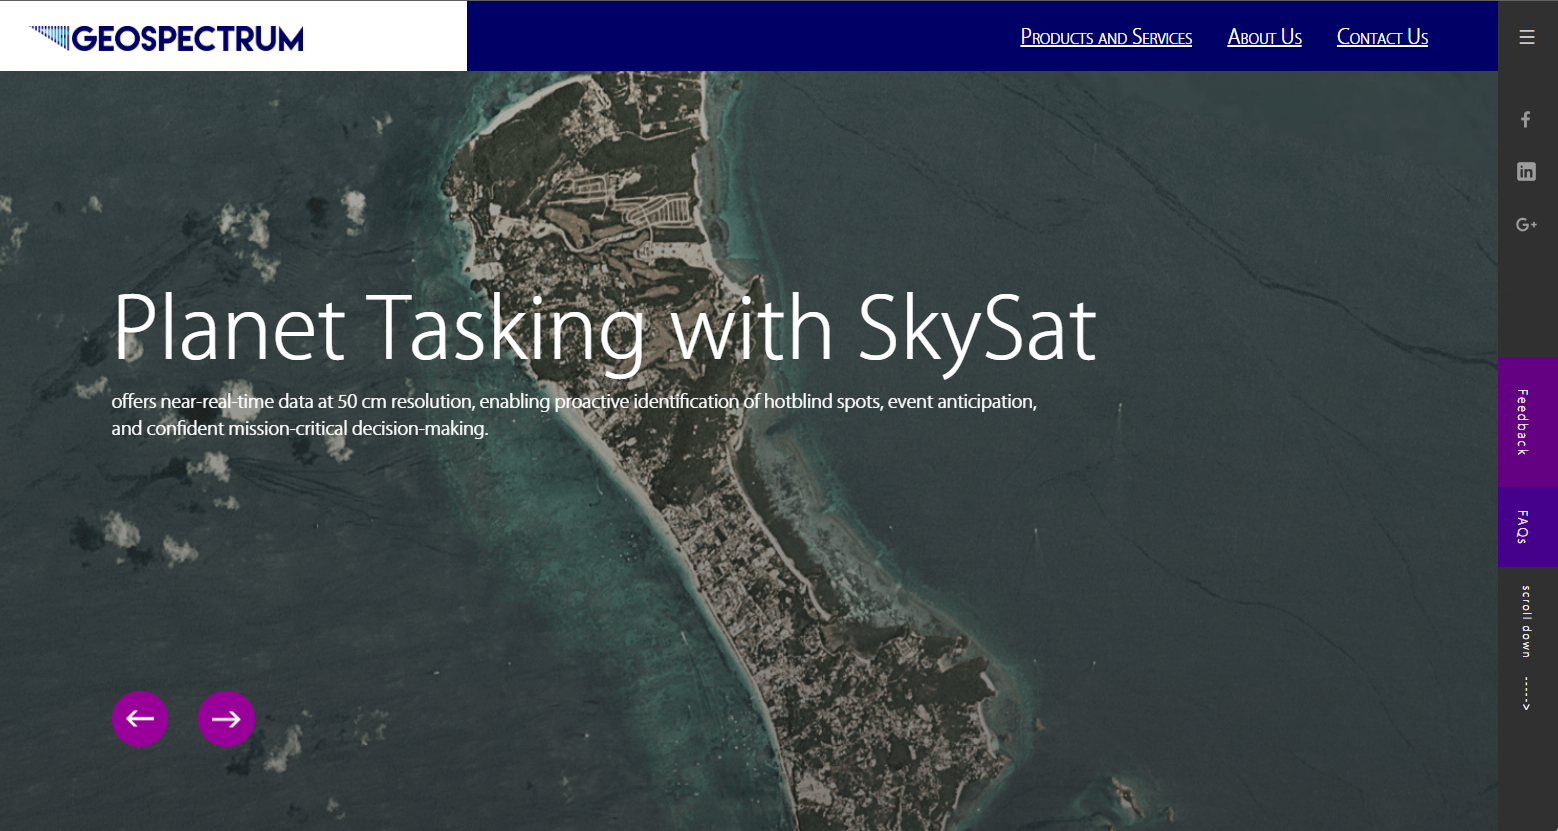 GEOSPECTRUM
Products and Services
About Us
Contact Us
Planet Tasking with SkySat
offers near-real-time data at 50 cm resolution, enabling proactive identification of hotblind spots, event anticipation,
and confident mission-critical decision-making.
Feedback
FAQs
scroll down ----->